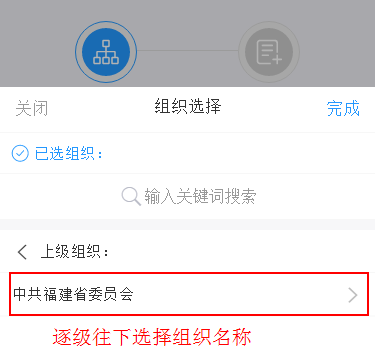 关闭 组织选择 完成
已选组织：
输入关键词搜索
上级组织：
中共福建省委员会
逐级往下选择组织名称